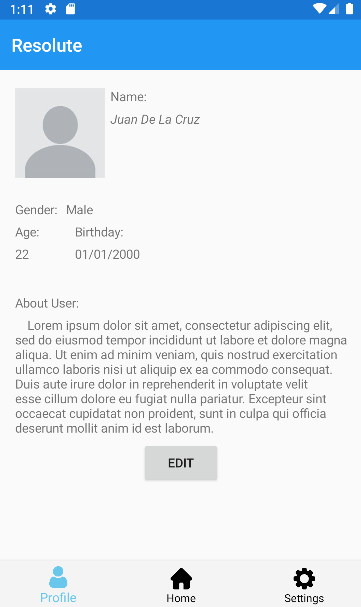 1:11
Resolute
Name:
Juan De La Cruz
Gender: Male
Age: Birthday:
22 01/01/2000
About User:
Lorem ipsum dolor sit amet, consectetur adipiscing elit,
sed do eiusmod tempor incididunt ut labore et dolore magna
aliqua. Ut enim ad minim veniam, quis nostrud exercitation
ullamco laboris nisi ut aliquip ex ea commodo consequat.
Duis aute irure dolor in reprehenderit in voluptate velit
esse cillum dolore eu fugiat nulla pariatur. Excepteur sint
occaecat cupidatat non proident, sunt in culpa qui officia
deserunt mollit anim id est laborum.
EDIT
Profile Home Settings